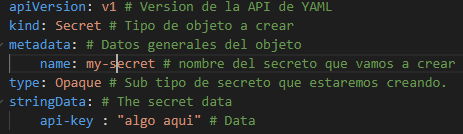 apiVersion: v1 # Version de la API de YAML
kind: Secret # Tipo de objeto a crear
metadata: # Datos generales del objeto
    name: my-secret # nombre del secreto que vamos a crear
type: Opaque # Sub tipo de secreto que estaremos creando.
stringData: # The secret data
    api-key : "algo aqui" # Data